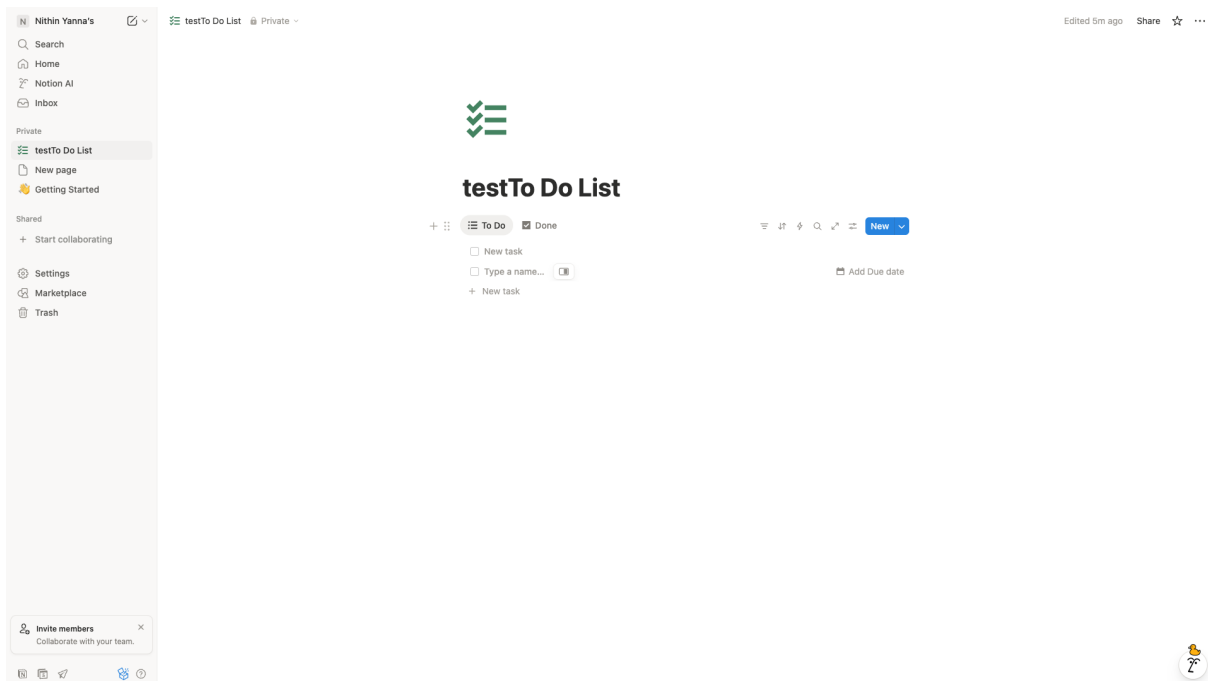 N Nithin Yanna's
Search
Home
Notion AI
Inbox
Private
testTo Do List
New page
Getting Started
Shared
Start collaborating
Settings
Marketplace
Trash
Invite members
Collaborate with your team.
testTo Do List Private
Edited 5m ago Share
testTo Do List
To Do Done New
New task
Type a name... Add Due date
New task